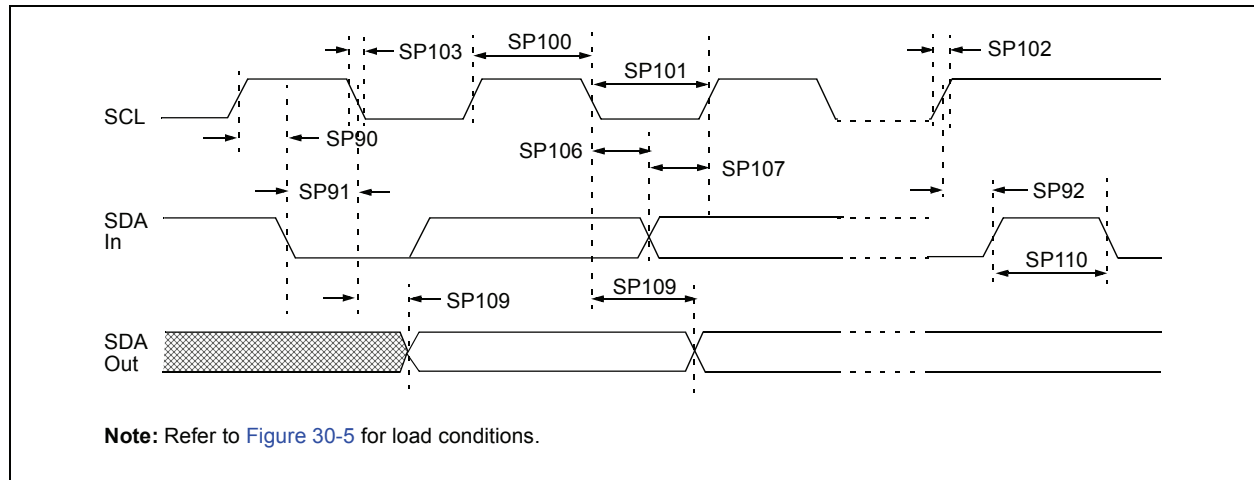 SP103
SP100
SP102
SP101
SCL
SP90
SP106
SP107
SP91
SP92
SDA
In
SP110
SP109
SP109
SDA
Out
Note: Refer to Figure 30-5 for load conditions.